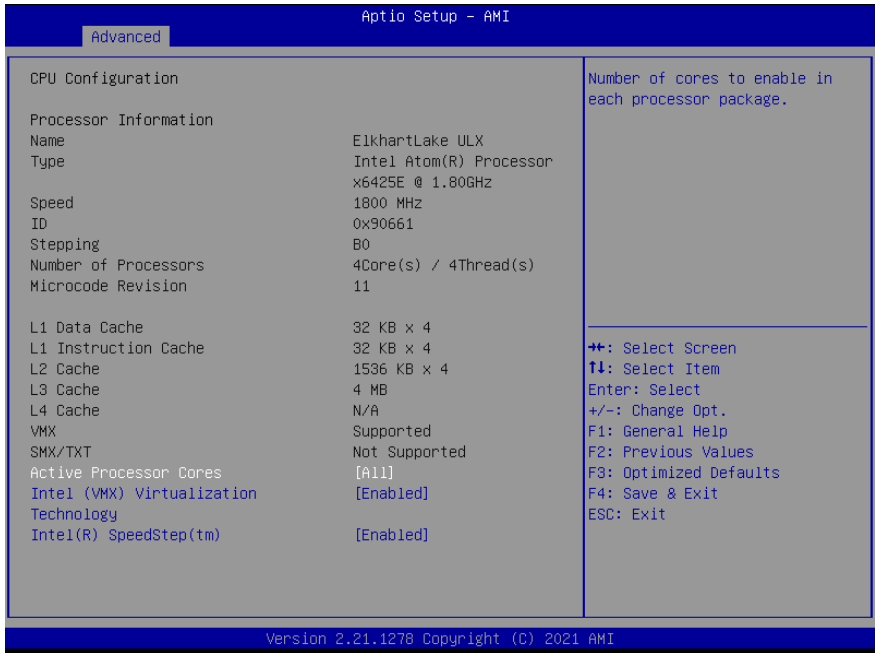 Aptio Setup – AMI
Advanced
CPU Configuration
Processor Information
Name ElkhartLake ULX
Type Intel Atom(R) Processor
x6425E @ 1.80GHz
Speed 1800 MHz
ID 0x90661
Stepping B0
Number of Processors 4Core(s) / 4Thread(s)
Microcode Revision 11
L1 Data Cache 32 KB x 4
L1 Instruction Cache 32 KB x 4
L2 Cache 1536 KB x 4
L3 Cache 4 MB
L4 Cache N/A
VMX Supported
SMX/TXT Not Supported
Active Processor Cores [All]
Intel (VMX) Virtualization [Enabled]
Technology
Intel(R) SpeedStep(tm) [Enabled]
Number of cores to enable in
each processor package.
→←: Select Screen
↑↓: Select Item
Enter: Select
+/-: Change Opt.
F1: General Help
F2: Previous Values
F3: Optimized Defaults
F4: Save & Exit
ESC: Exit
Version 2.21.1278 Copyright (C) 2021 AMI